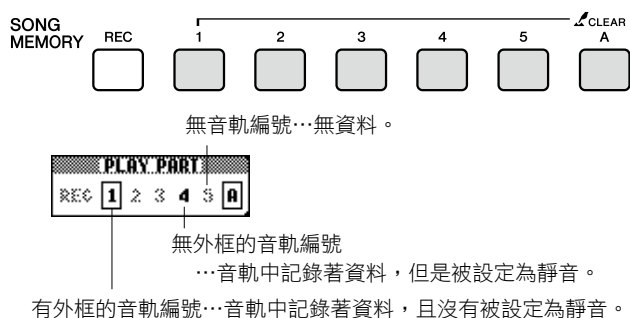 SONG
MEMORY
REC
1
2
3
4
5
CLEAR
A
無音軌編號…無資料。
PLAY PART
REC 1 2 3 4 5 A
無外框的音軌編號
…音軌中記錄著資料，但是被設定為靜音。
有外框的音軌編號…音軌中記錄著資料，且沒有被設定為靜音。